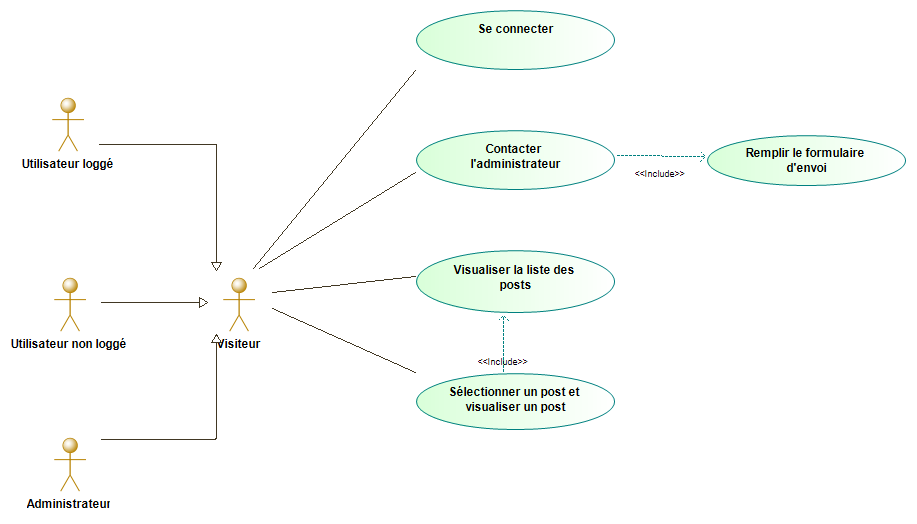 Se connecter
Utilisateur loggé
Contacter
l'administrateur
<<Include>>
Remplir le formulaire
d'envoi
Visualiser la liste des
posts
Utilisateur non loggé
Visiteur
<<Include>>
Sélectionner un post et
visualiser un post
Administrateur